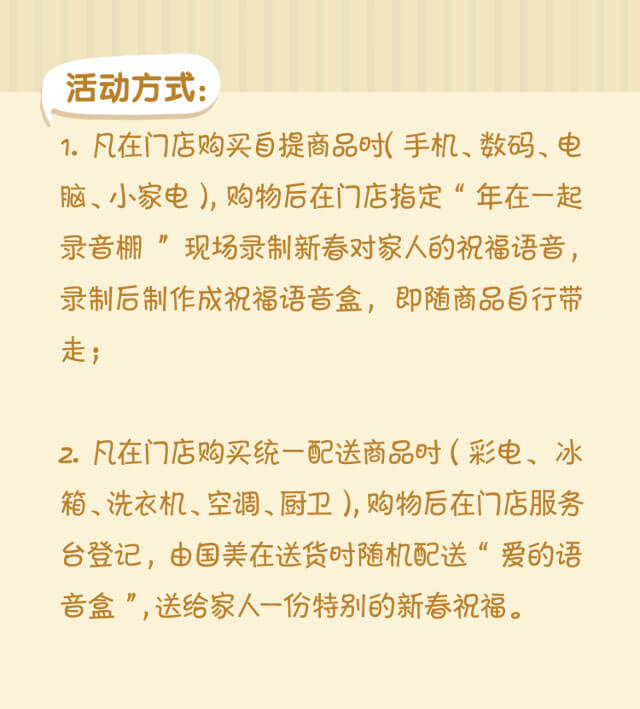 活动方式:
1. 凡在门店购买自提商品时( 手机、数码、电
脑、小家电 ), 购物后在门店指定 “ 年在一起
录音棚 ” 现场录制新春对家人的祝福语音,
录制后制作成祝福语音盒, 即随商品自行带
走;
2. 凡在门店购买统一配送商品时 ( 彩电、 冰
箱、洗衣机、空调、厨卫 ), 购物后在门店服务
台登记, 由国美在送货时随机配送 “ 爱的语
音盒 ”, 送给家人一份特别的新春祝福。